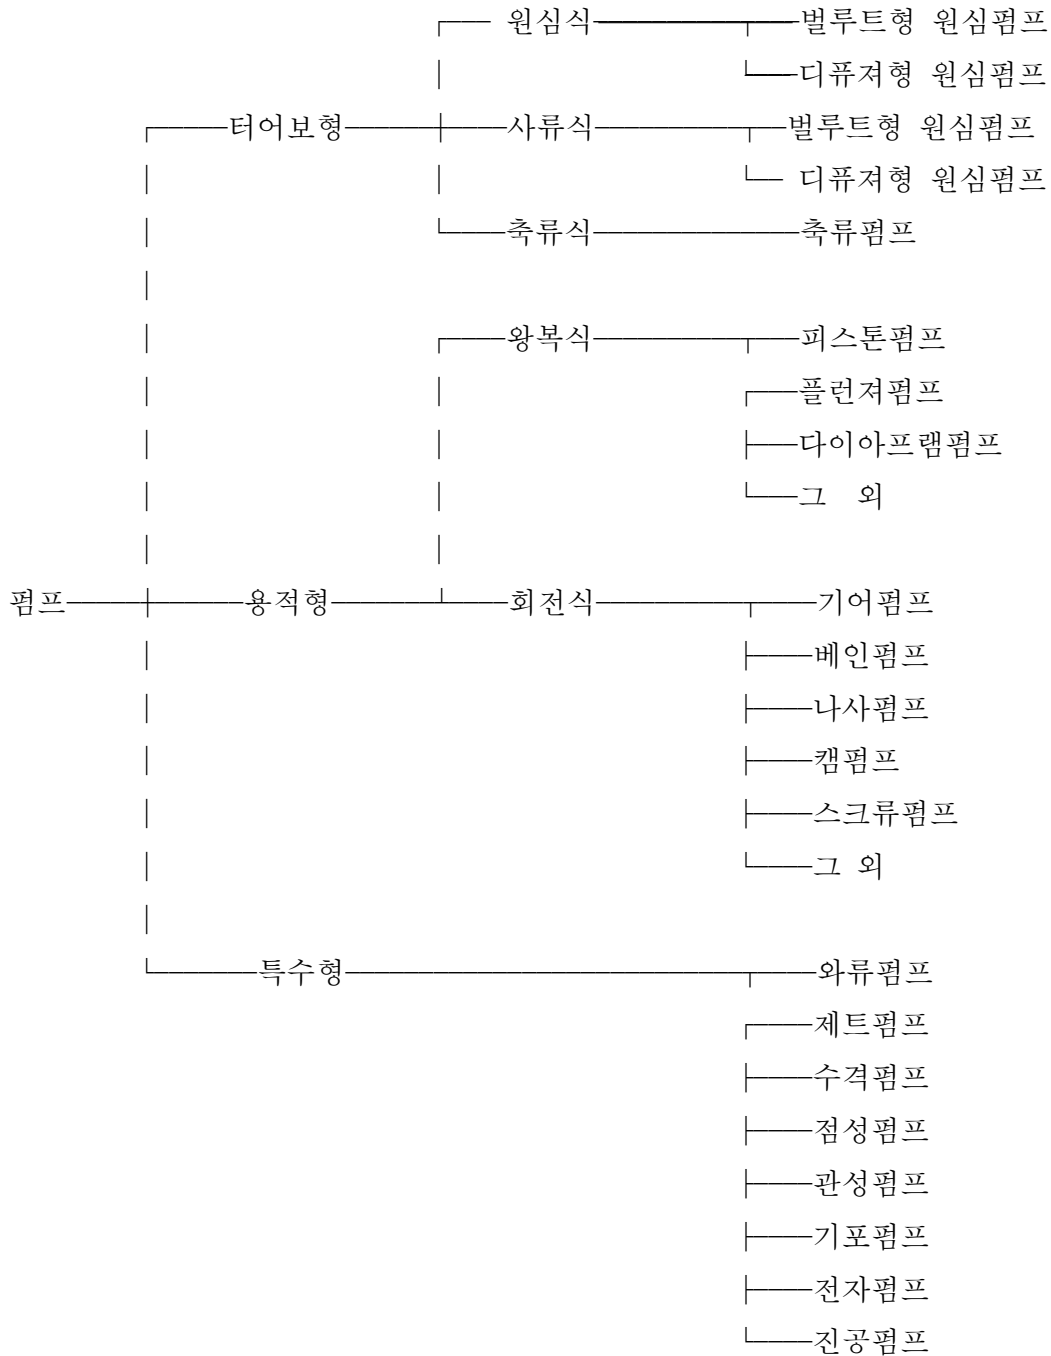 원심식 벌루트형 원심펌프
디퓨져형 원심펌프
터어보형 사류식 벌루트형 원심펌프
디퓨져형 원심펌프
축류식 축류펌프
왕복식 피스톤펌프
플런져펌프
다이아프램펌프
그 외
펌프 용적형 회전식 기어펌프
베인펌프
나사펌프
캠펌프
스크류펌프
그 외
특수형 와류펌프
제트펌프
수격펌프
점성펌프
관성펌프
기포펌프
전자펌프
진공펌프